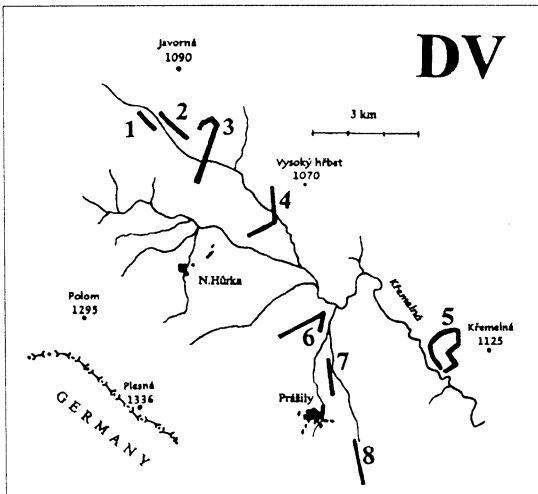 DV
Javorná
1090
1
2
3
3 km
Vysoký hřbet
1070
4
N.Hůrka
Křemelná
Polom
1295
5
Křemelná
1125
6
7
Plesná
1336
GERMANY
Prášily
8